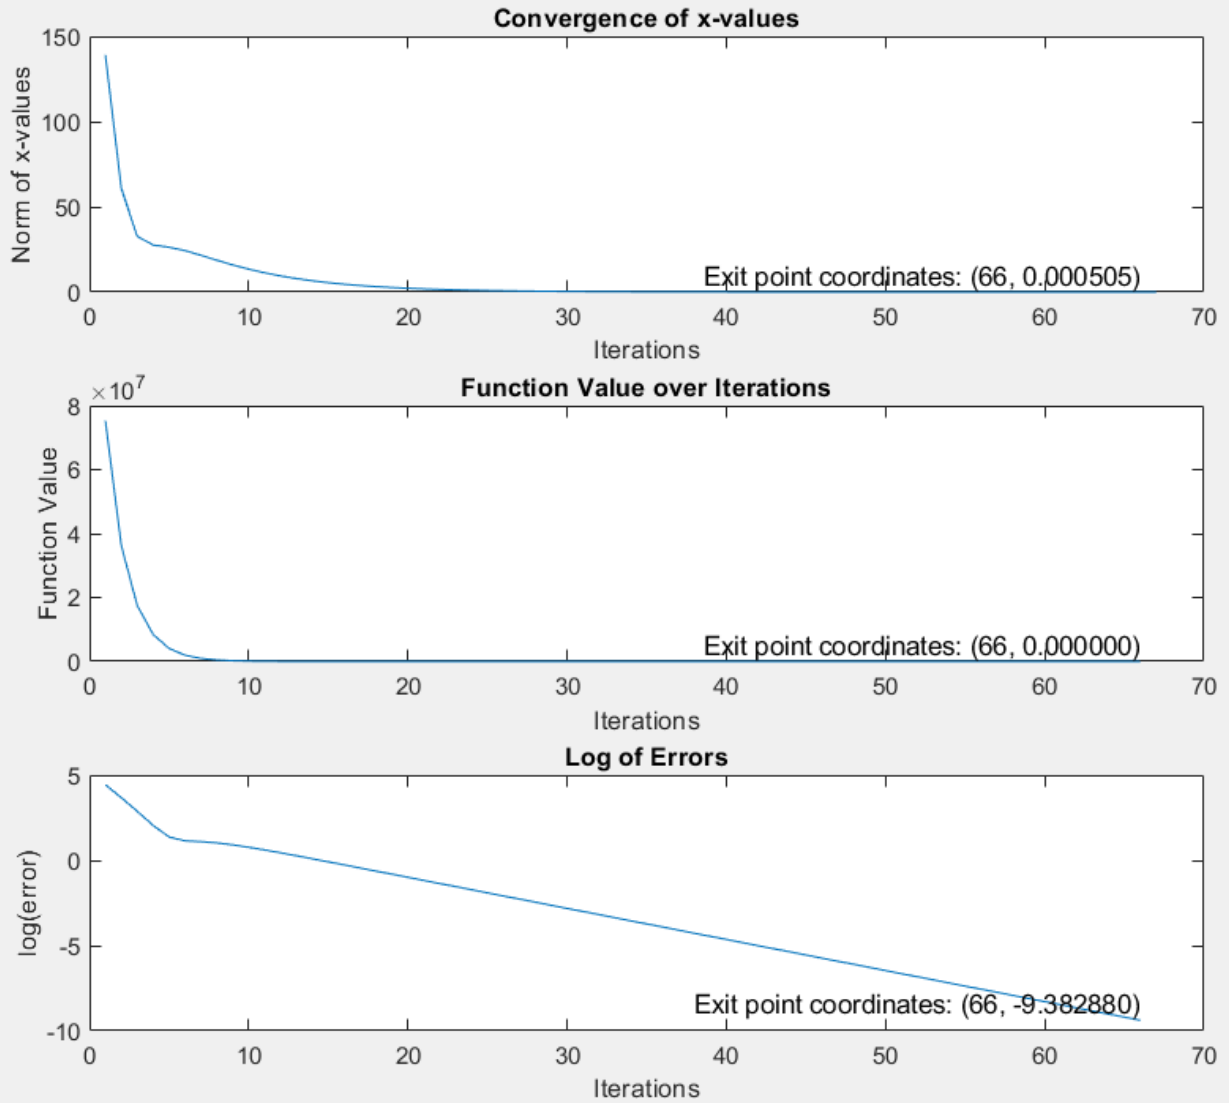 Convergence of x-values
150
100
50
0
Norm of x-values
Exit point coordinates: (66, 0.000505)
0 10 20 30 40 50 60 70
Iterations
×10^7
Function Value over Iterations
8
6
4
2
0
Function Value
Exit point coordinates: (66, 0.000000)
0 10 20 30 40 50 60 70
Iterations
Log of Errors
5
0
-5
-10
log(error)
Exit point coordinates: (66, -9.382880)
0 10 20 30 40 50 60 70
Iterations